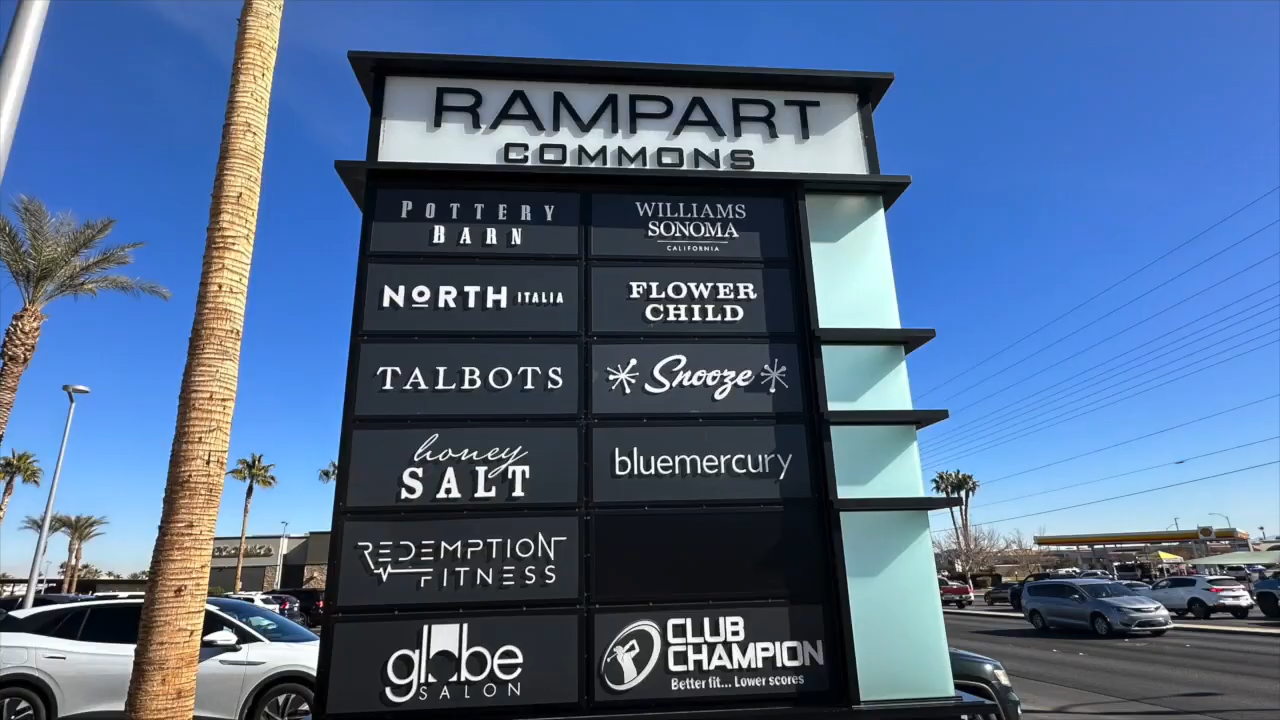 RAMPART
COMMONS
POTTERY
BARN
WILLIAMS
SONOMA
CALIFORNIA
NORTH ITALIA
FLOWER
CHILD
TALBOTS
Snooze
honey
SALT
bluemercury
REDEMPTION
FITNESS
glObe
SALON
CLUB
CHAMPION
Better fit... Lower scores